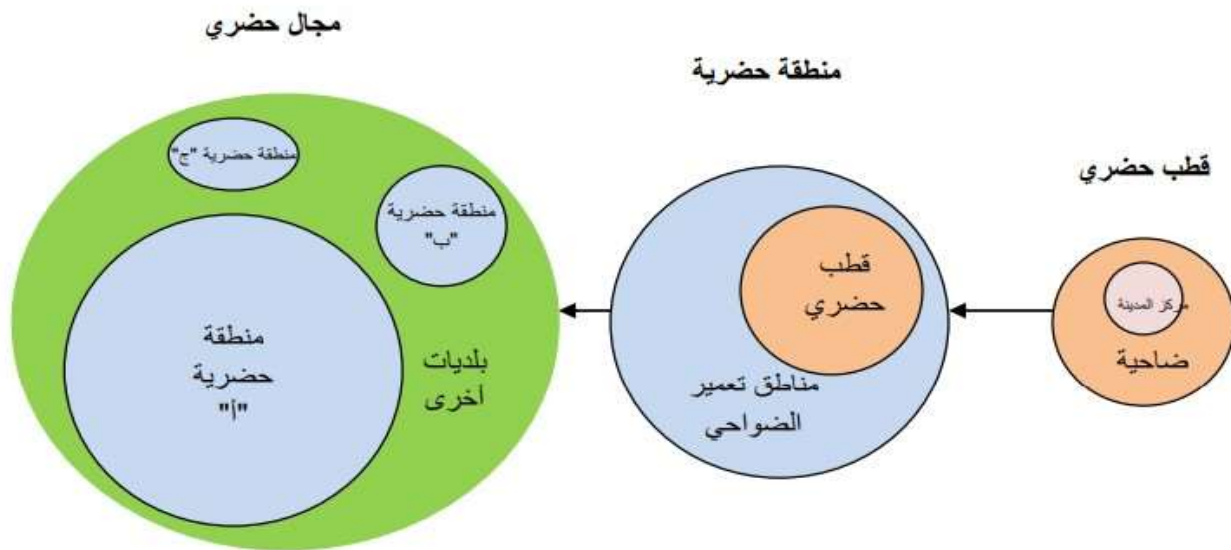 مجال حضري
منطقة حضرية
قطب حضري
منطقة حضرية "ج"
منطقة حضرية
"ب"
منطقة
حضرية
"أ"
بلديات
أخرى
قطب
حضري
مناطق تعمير
الضواحي
مركز المدينة
ضاحية